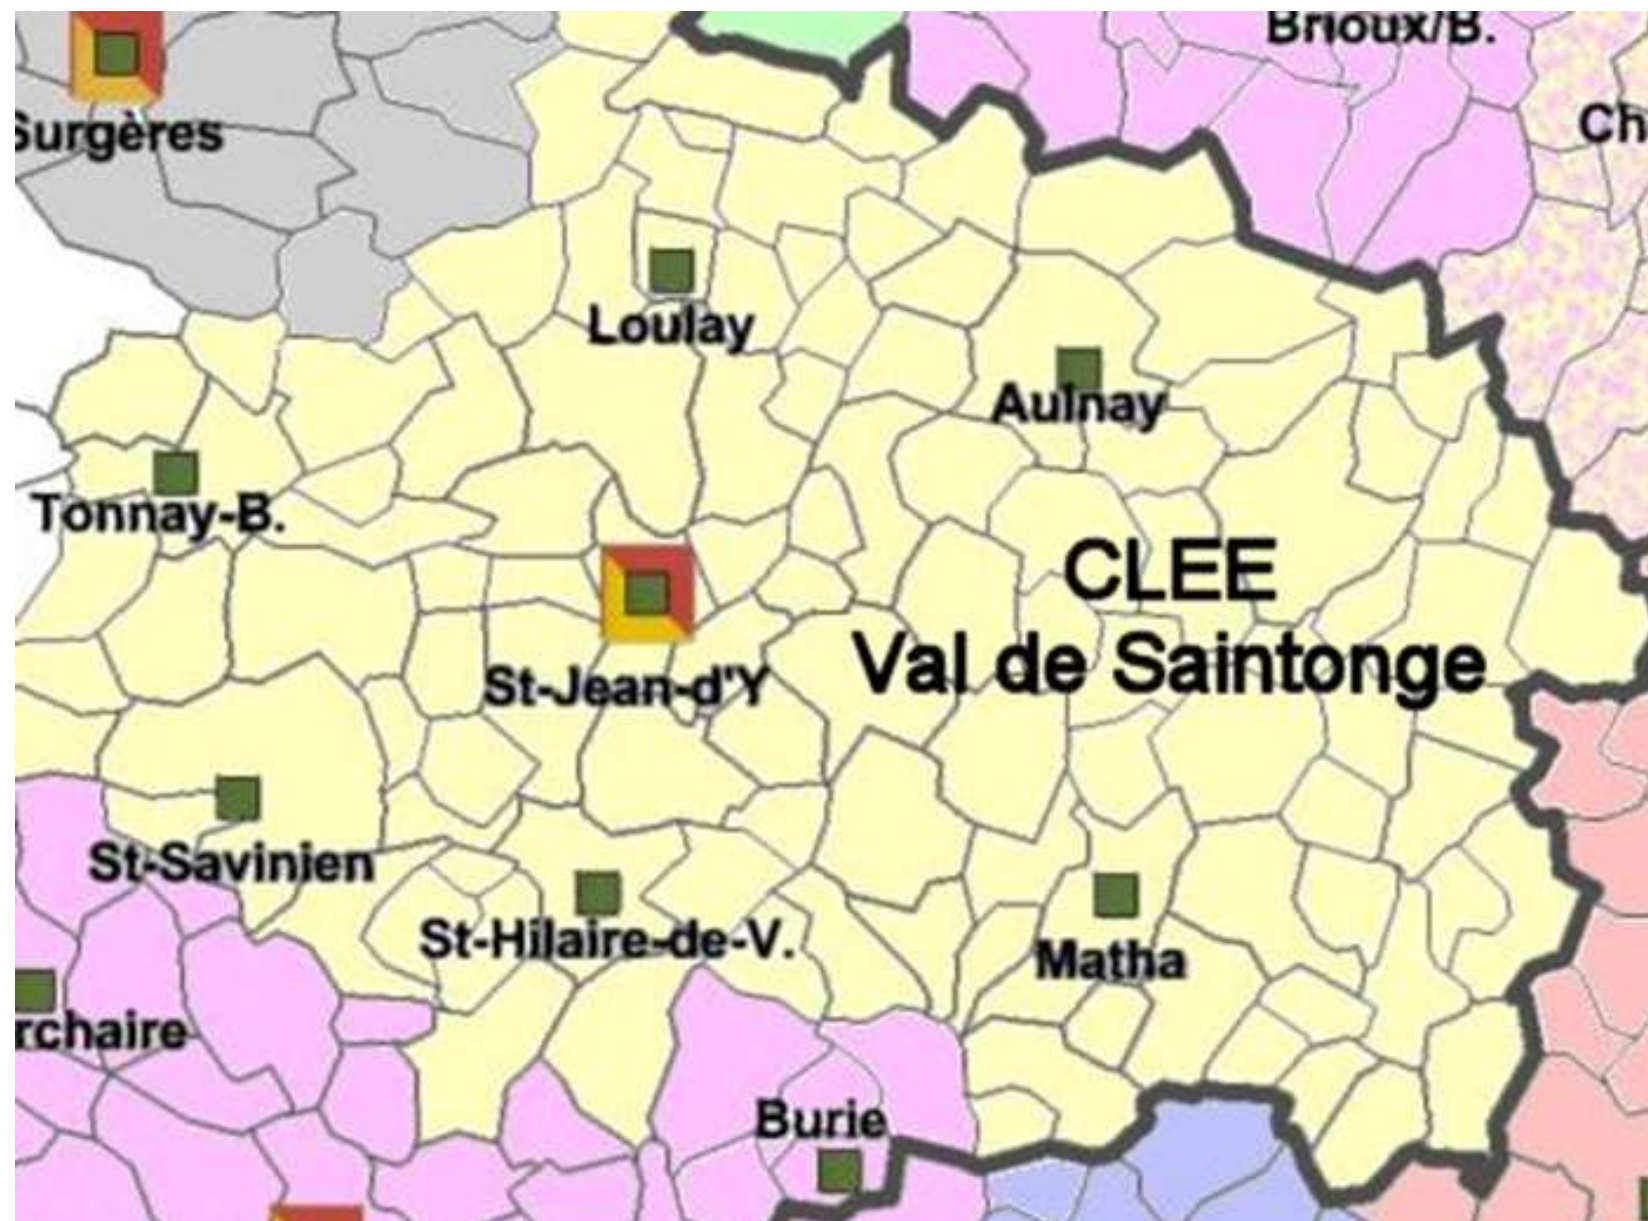 Brioux/B.
Surgères
Ch
Loulay
Aulnay
Tonnay-B.
CLEE
Val de Saintonge
St-Jean-d'Y
St-Savinien
St-Hilaire-de-V.
Matha
rchaire
Burie